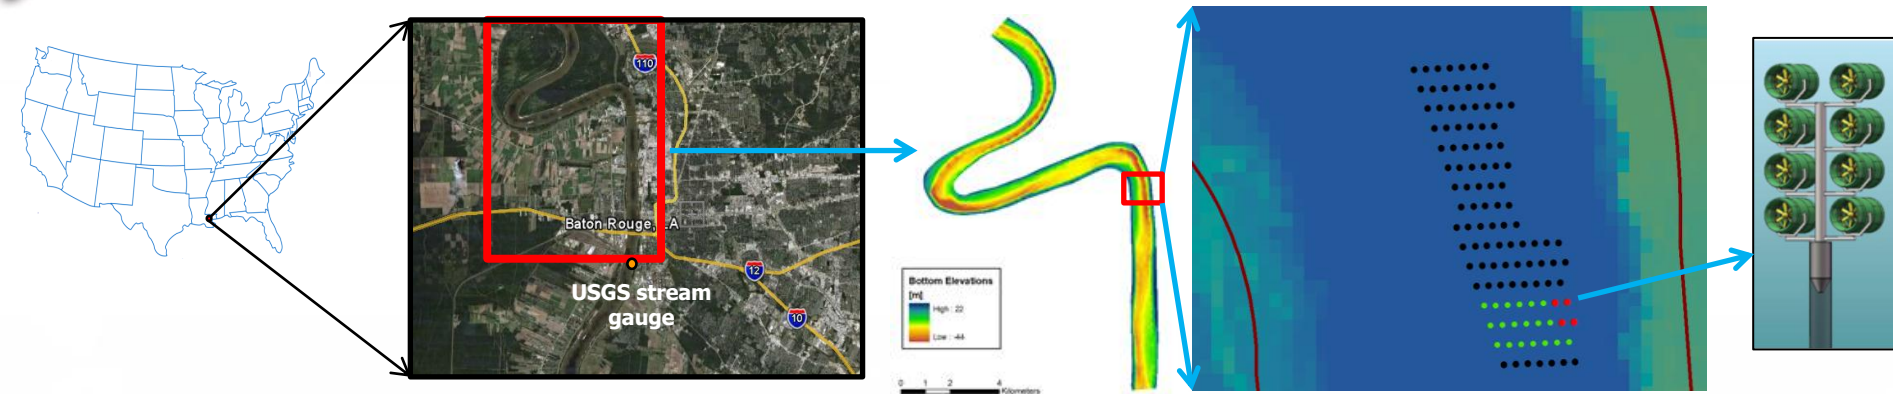 110
Baton Rouge, LA
12
USGS stream
gauge
10
Bottom Elevations
[m]
High : 22
Low : -44
0 1 2 4
Kilometers